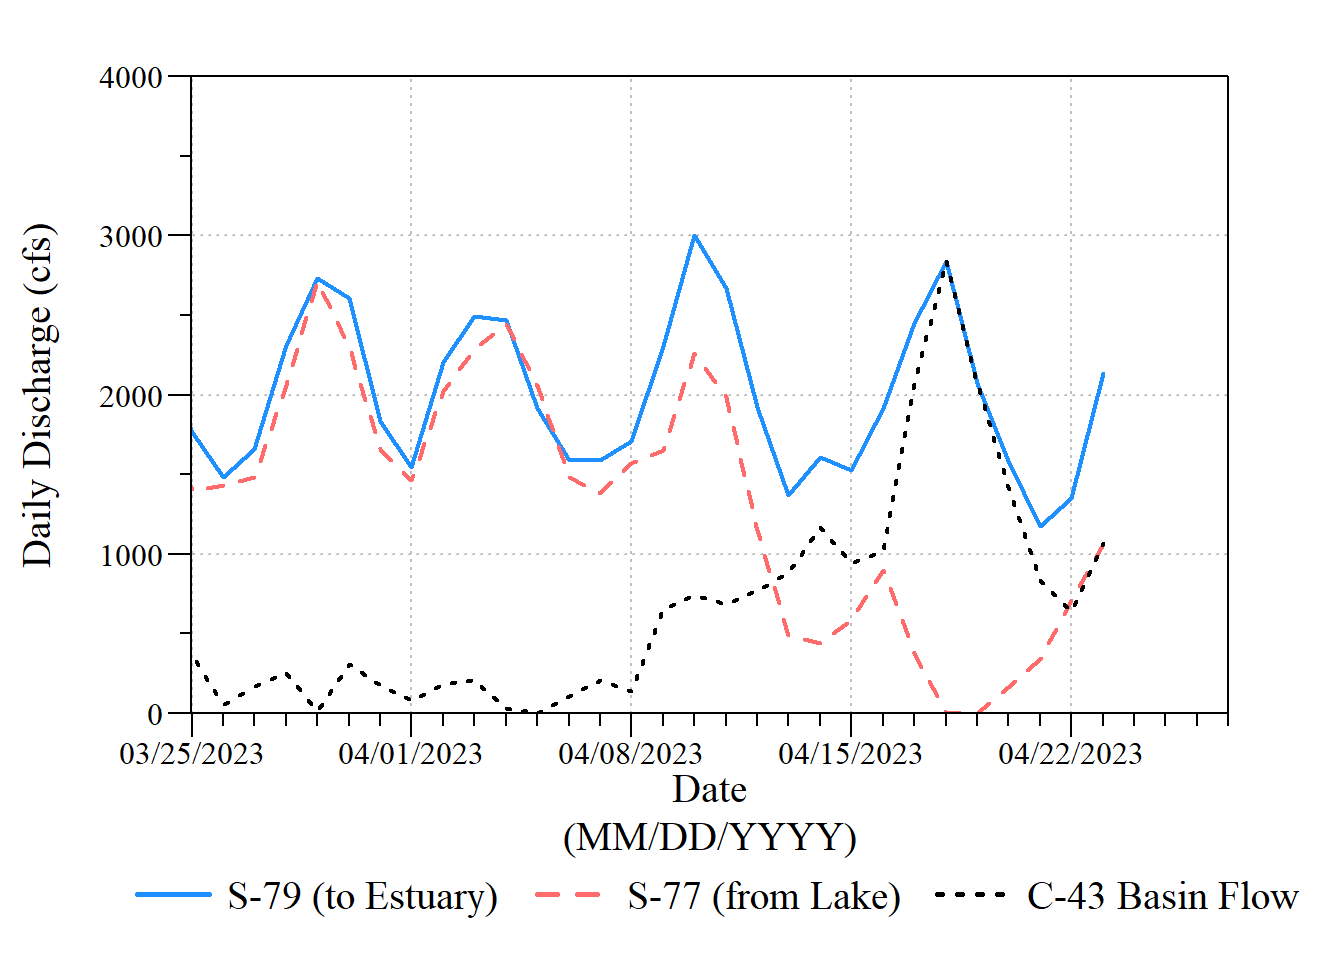 4000
3000
2000
1000
0
Daily Discharge (cfs)
03/25/2023 04/01/2023 04/08/2023 04/15/2023 04/22/2023
Date
(MM/DD/YYYY)
S-79 (to Estuary) S-77 (from Lake) C-43 Basin Flow